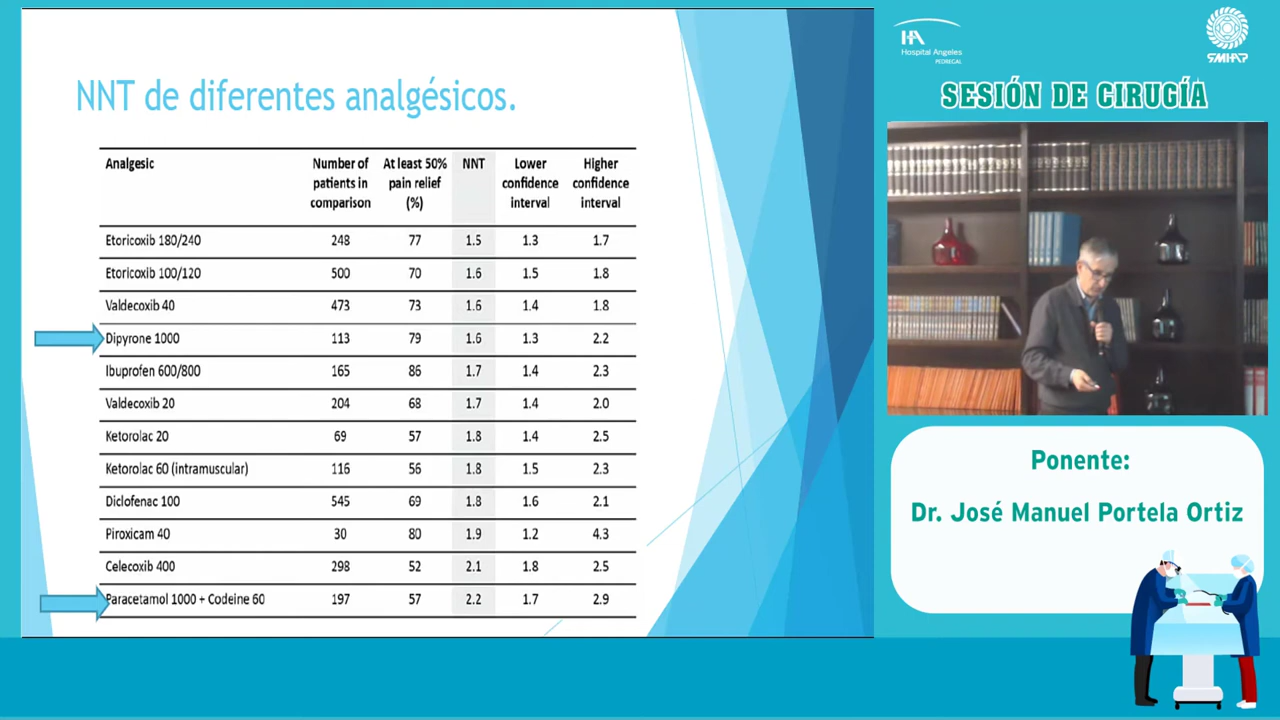 NNT de diferentes analgésicos.
Analgesic Number of patients in comparison At least 50% pain relief (%) NNT Lower confidence interval Higher confidence interval
Etoricoxib 180/240 248 77 1.5 1.3 1.7
Etoricoxib 100/120 500 70 1.6 1.5 1.8
Valdecoxib 40 473 73 1.6 1.4 1.8
Dipyrone 1000 113 79 1.6 1.3 2.2
Ibuprofen 600/800 165 86 1.7 1.4 2.3
Valdecoxib 20 204 68 1.7 1.4 2.0
Ketorolac 20 69 57 1.8 1.4 2.5
Ketorolac 60 (intramuscular) 116 56 1.8 1.5 2.3
Diclofenac 100 545 69 1.8 1.6 2.1
Piroxicam 40 30 80 1.9 1.2 4.3
Celecoxib 400 298 52 2.1 1.8 2.5
Paracetamol 1000 + Codeine 60 197 57 2.2 1.7 2.9
HA
Hospital Angeles
PEDREGAL
SMHAP
SESIÓN DE CIRUGÍA
Ponente:
Dr. José Manuel Portela Ortiz